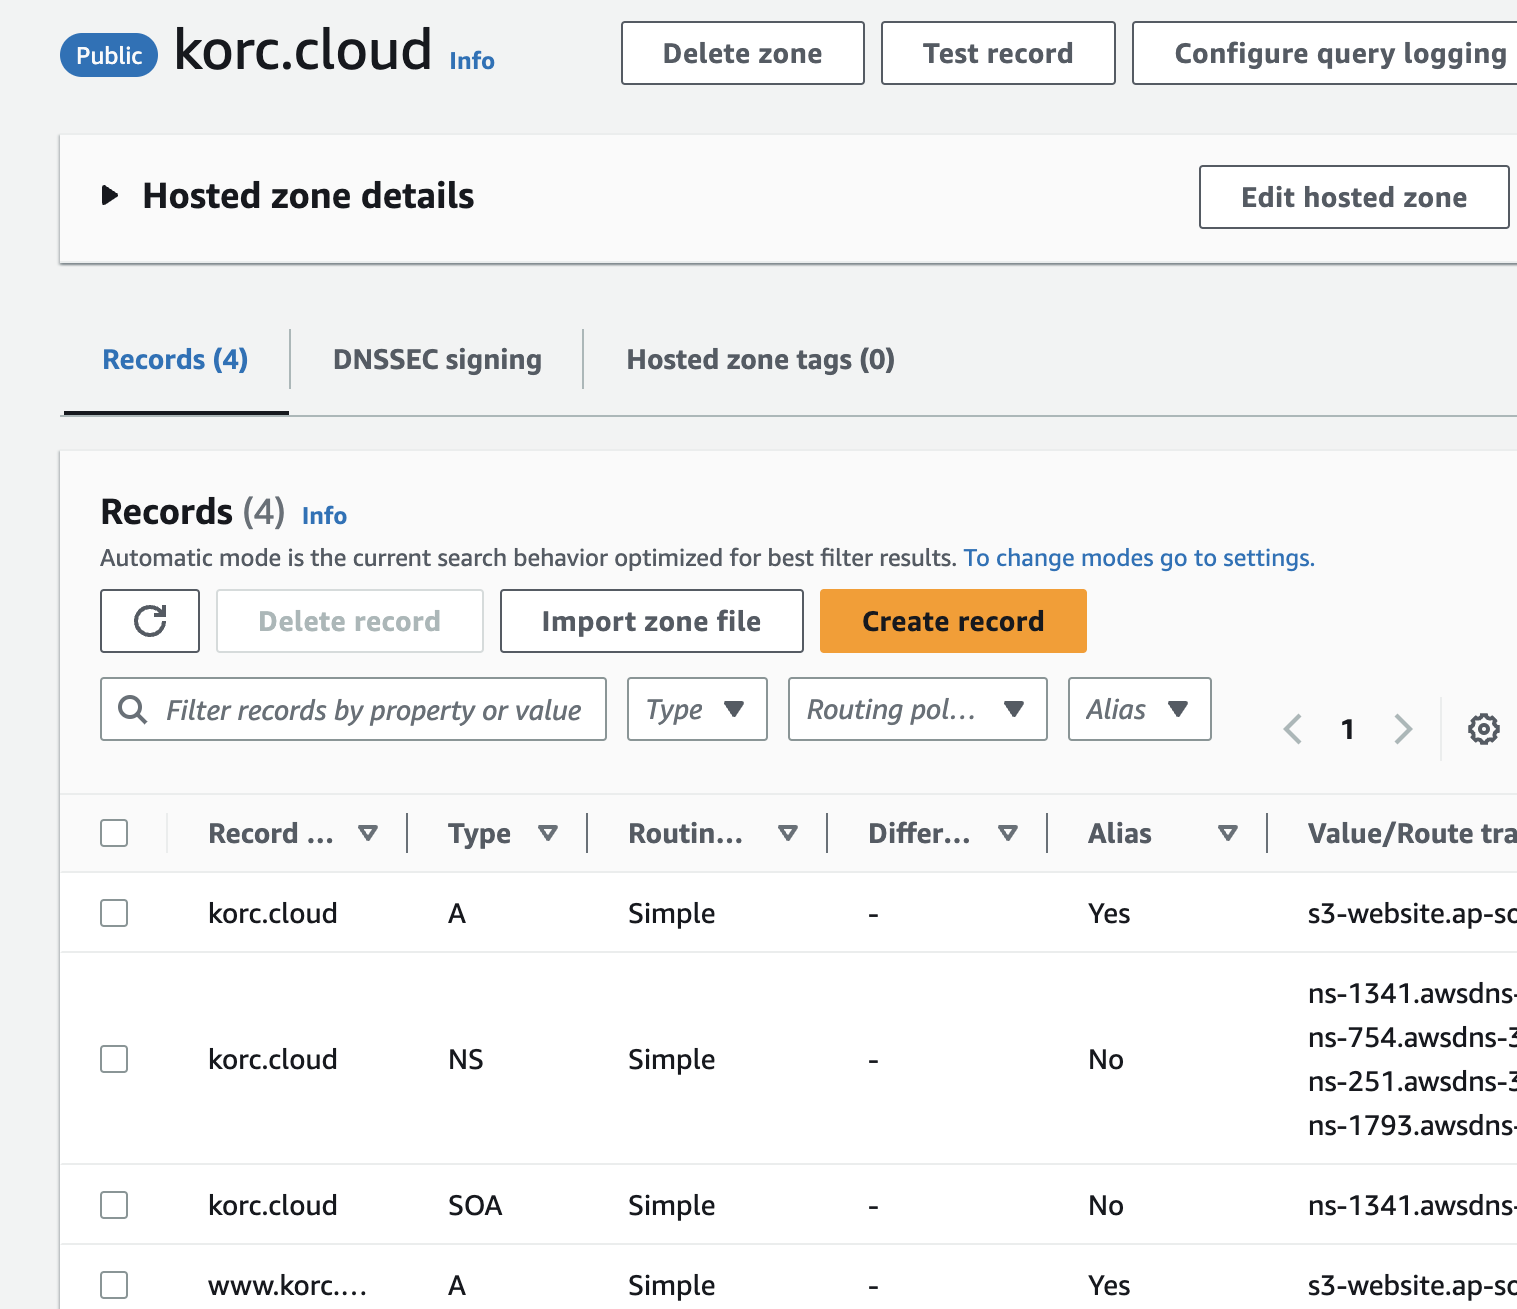 Public korc.cloud Info Delete zone Test record Configure query logging
Hosted zone details Edit hosted zone
Records (4) DNSSEC signing Hosted zone tags (0)
Records (4) Info
Automatic mode is the current search behavior optimized for best filter results. To change modes go to settings.
Delete record Import zone file Create record
Filter records by property or value Type Routing pol... Alias 1
Record ... Type Routin... Differ... Alias Value/Route tra
korc.cloud A Simple - Yes s3-website.ap-so
korc.cloud NS Simple - No ns-1341.awsdns-
ns-754.awsdns-3
ns-251.awsdns-3
ns-1793.awsdns-
korc.cloud SOA Simple - No ns-1341.awsdns-
www.korc.... A Simple - Yes s3-website.ap-so